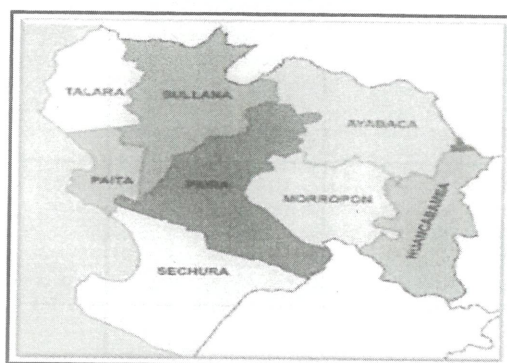 TALARA
SULLANA
AYABACA
PAITA
PIURA
MORROPON
HUANCABAMBA
SECHURA